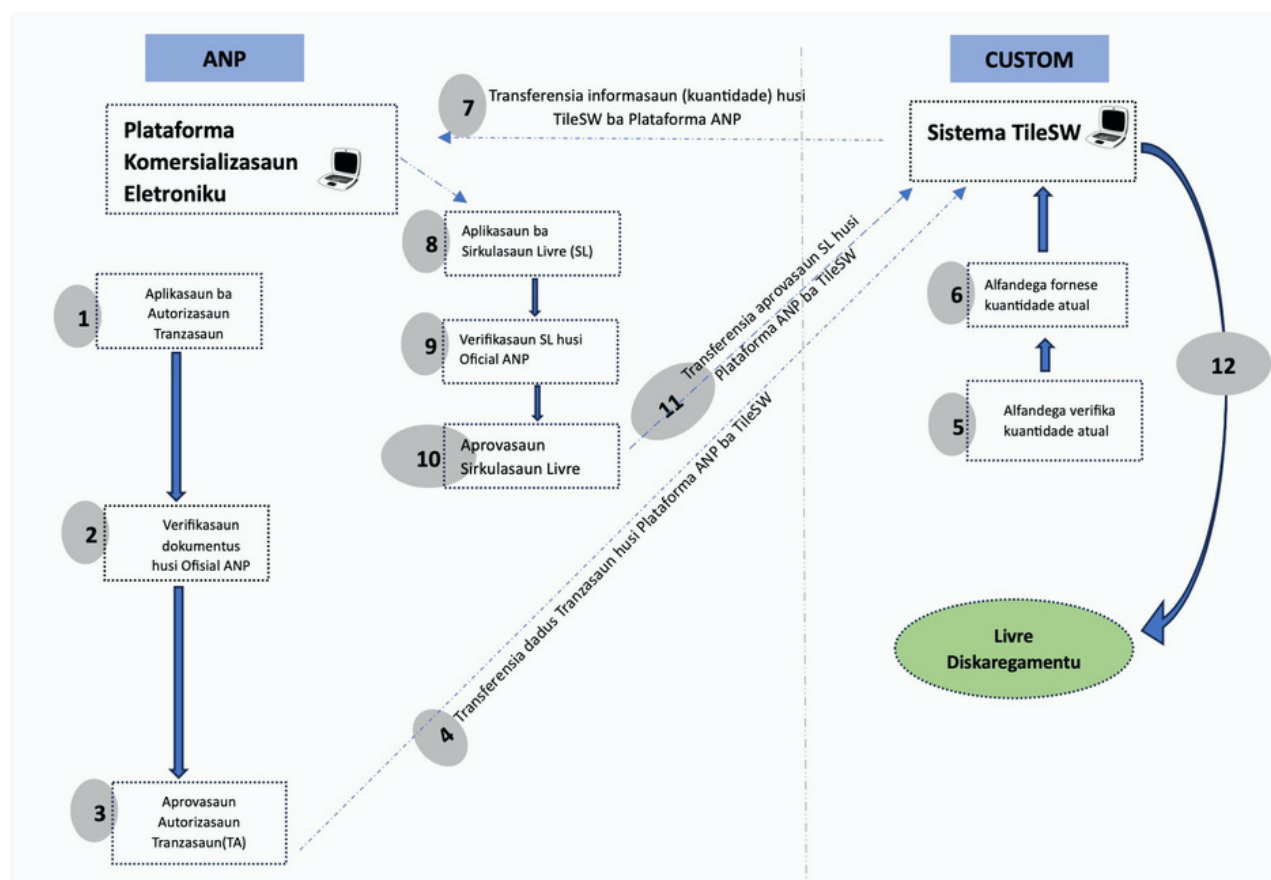 ANP
CUSTOM
7
Transferensia informasaun (kuantidade) husi
TileSW ba Plataforma ANP
Plataforma
Komersializasaun
Eletroniku
Sistema TileSW
8
Aplikasaun ba
Sirkulasaun Livre (SL)
1
Aplikasaun ba
Autorizasaun
Tranzasaun
9
Verifikasaun SL husi
Oficial ANP
10
Aprovasaun
Sirkulasaun Livre
11
Transferensia aprovasaun SL husi
Plataforma ANP ba TileSW
6
Alfandega fornese
kuantidade atual
12
5
Alfandega verifika
kuantidade atual
2
Verifikasaun
dokumentus
husi Ofisial ANP
4
Transferensia dadus Tranzasaun husi Plataforma ANP ba TileSW
Livre
Diskaregamentu
3
Aprovasaun
Autorizasaun
Tranzasaun(TA)